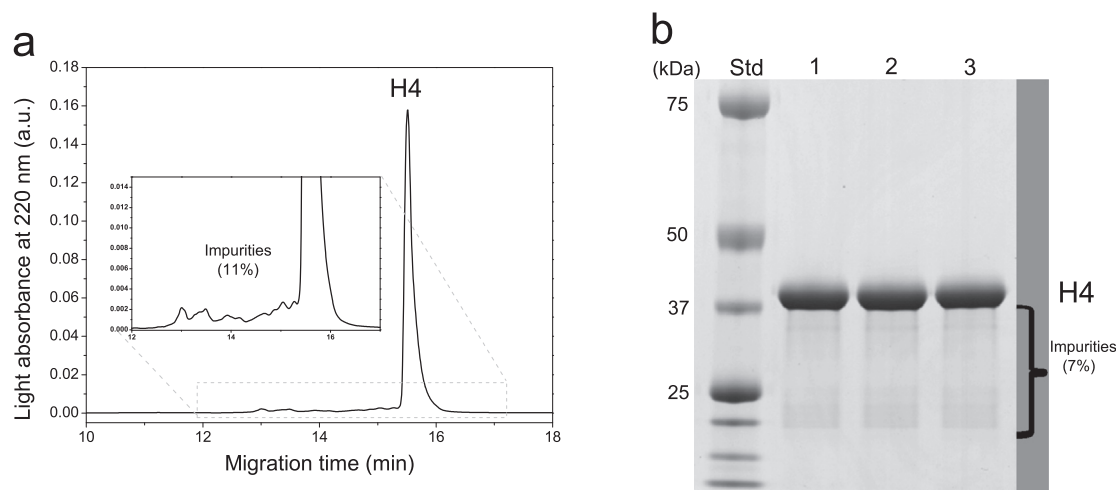 a
H4
Light absorbance at 220 nm (a.u.)
0.18
0.16
0.14
0.12
0.10
0.08
0.06
0.04
0.02
0.00
10 12 14 16 18
Migration time (min)
0.014
0.012
0.010
0.008
0.006
0.004
0.002
0.000
12 14 16
Impurities
(11%)
b
(kDa) Std 1 2 3
75
50
37
25
H4
Impurities
(7%)